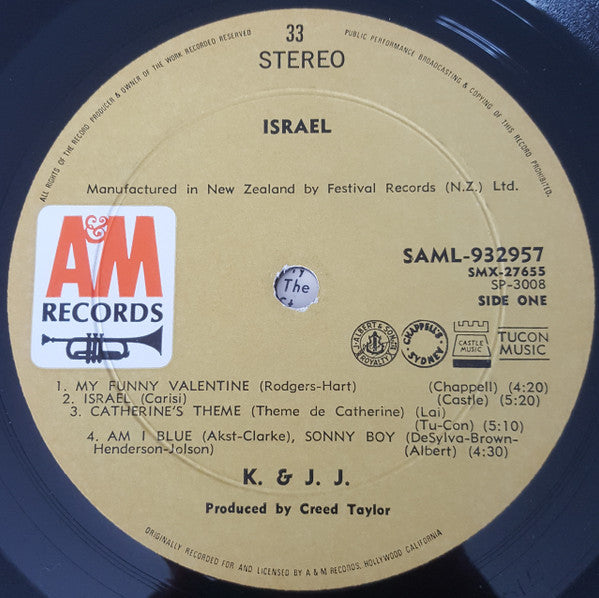 ALL RIGHTS OF THE RECORD PRODUCER & OWNER OF THE WORK RECORDED RESERVED
PUBLIC PERFORMANCE BROADCASTING & COPYING OF THIS RECORD PROHIBITED.
33
STEREO
ISRAEL
Manufactured in New Zealand by Festival Records (N.Z.) Ltd.
A&M
RECORDS
SAML-932957
SMX-27655
SP-3008
SIDE ONE
The
J. ALBERT & SON
ROYALTY
CHAPPELL'S
SYDNEY
CASTLE
MUSIC
TUCON
MUSIC
1. MY FUNNY VALENTINE (Rodgers-Hart) (Chappell) (4:20)
2. ISRAEL (Carisi) (Castle) (5:20)
3. CATHERINE'S THEME (Theme de Catherine) (Lai)
(Tu-Con) (5:10)
4. AM I BLUE (Akst-Clarke), SONNY BOY (DeSylva-Brown-
Henderson-Jolson) (Albert) (4:30)
K. & J. J.
Produced by Creed Taylor
ORIGINALLY RECORDED FOR AND LICENSED BY A & M RECORDS, HOLLYWOOD CALIFORNIA